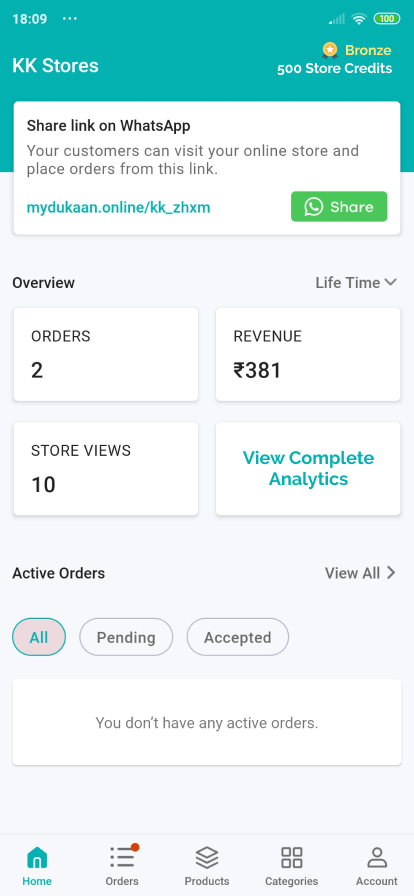 18:09 ... 100
Bronze
KK Stores
500 Store Credits
Share link on WhatsApp
Your customers can visit your online store and
place orders from this link.
mydukaan.online/kk_zhxm Share
Overview Life Time
ORDERS REVENUE
2 ₹381
STORE VIEWS
10
View Complete
Analytics
Active Orders View All
All Pending Accepted
You don't have any active orders.
Home Orders Products Categories Account